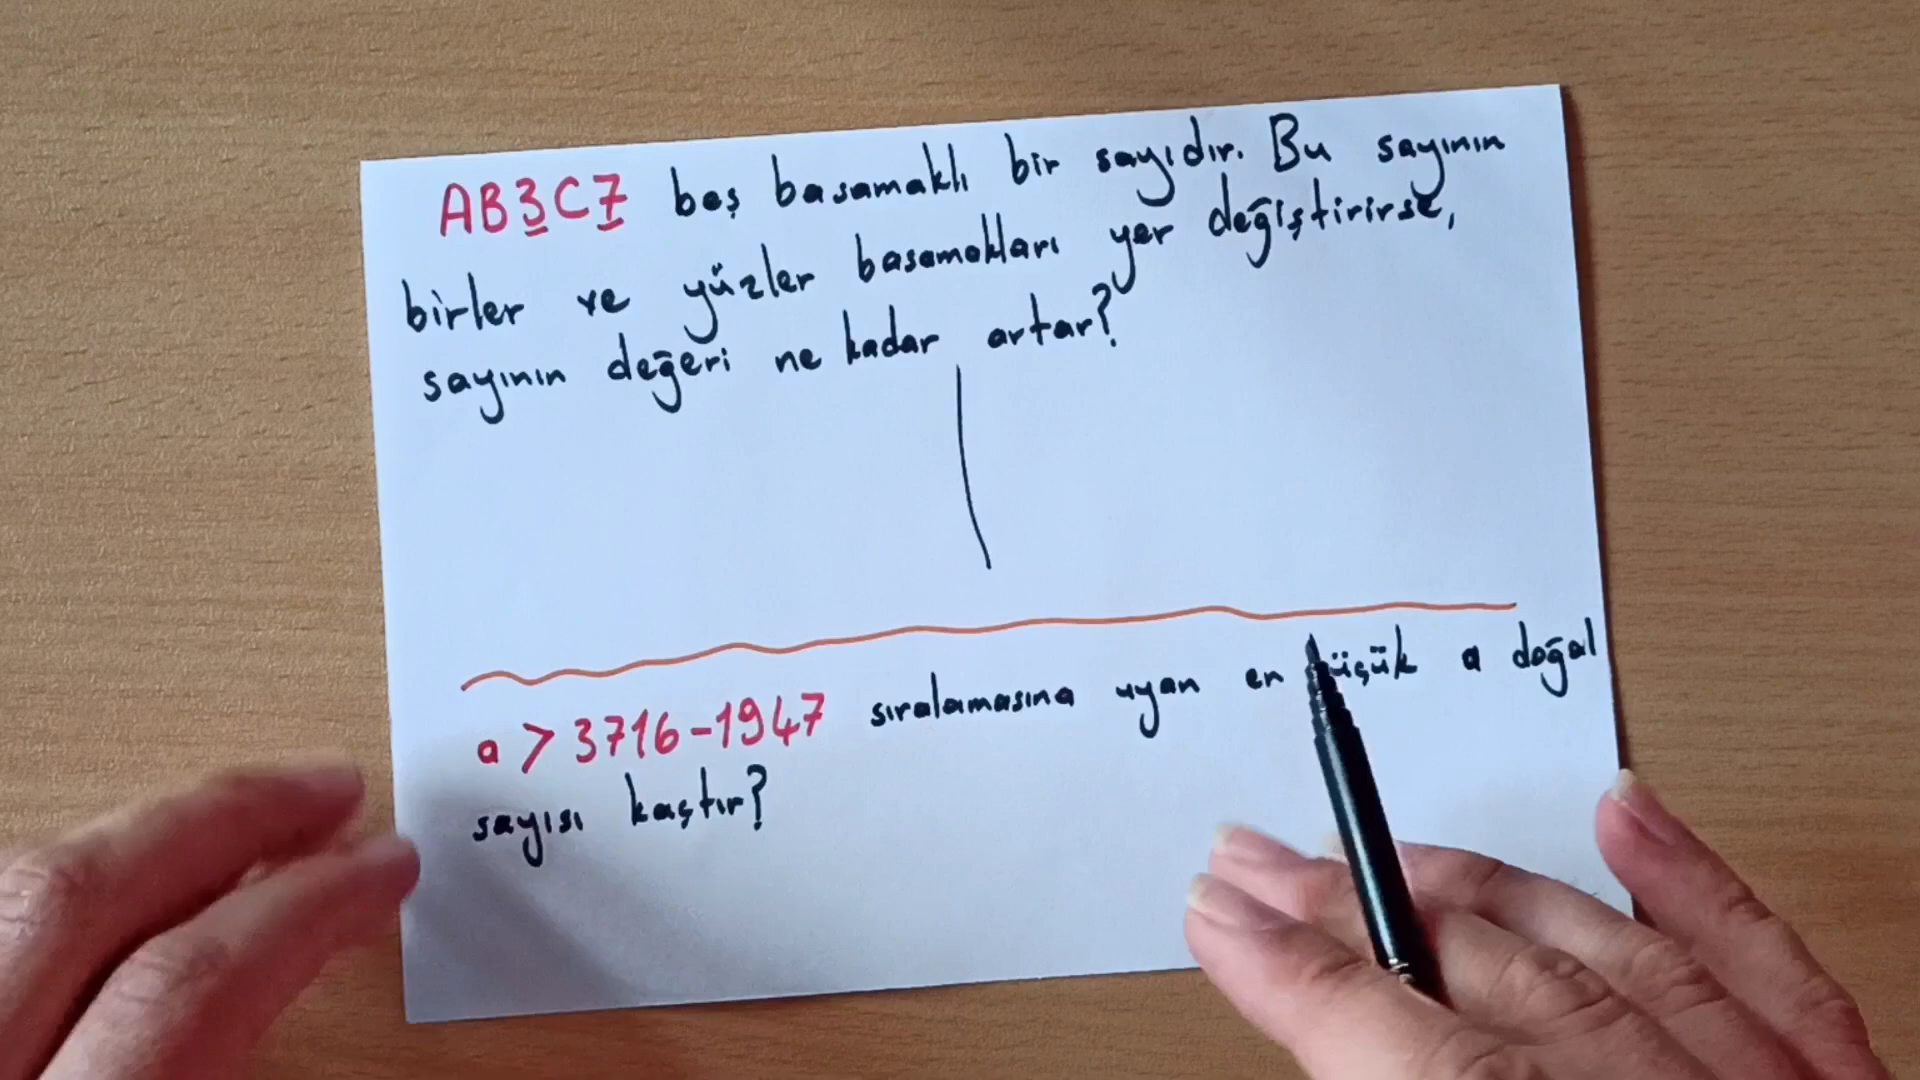 AB3C7 beş basamaklı bir sayıdır. Bu sayının
birler ve yüzler basamakları yer değiştirirse,
sayının değeri ne kadar artar?
a > 3716-1947 sıralamasına uyan en küçük a doğal
sayısı kaçtır?